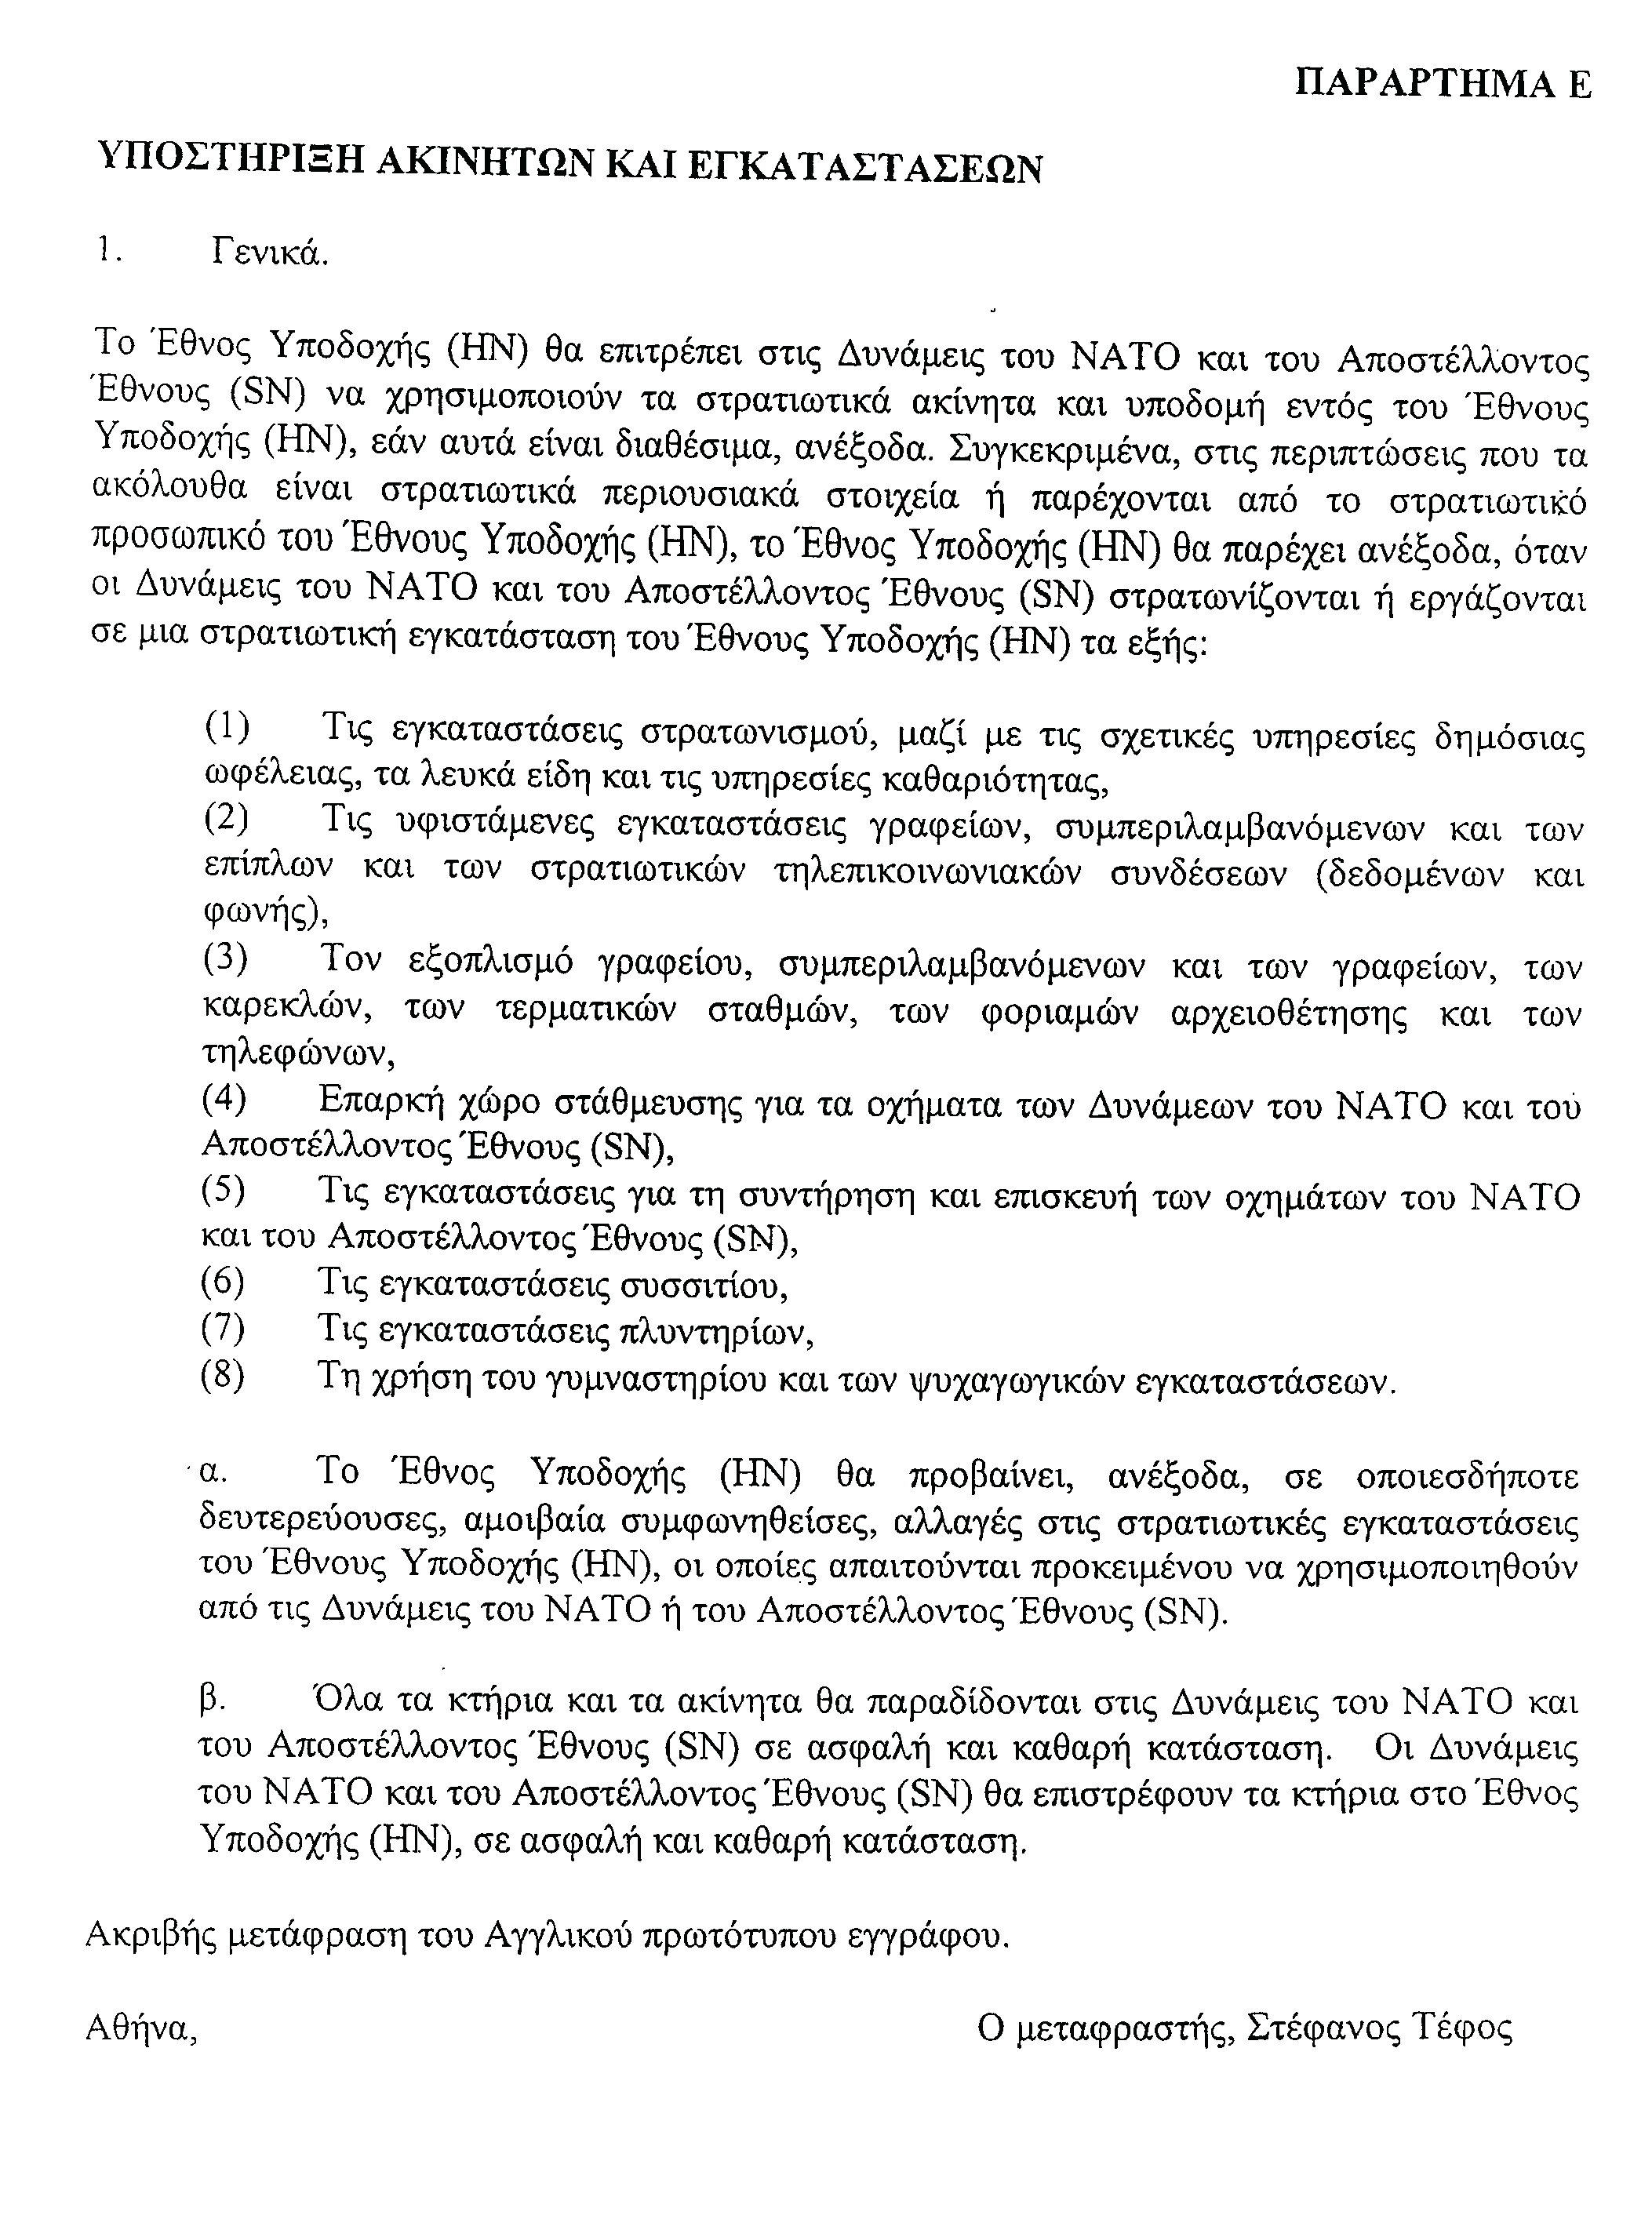 ΠΑΡΑΡΤΗΜΑ Ε
ΥΠΟΣΤΗΡΙΞΗ ΑΚΙΝΗΤΩΝ ΚΑΙ ΕΓΚΑΤΑΣΤΑΣΕΩΝ
1. Γενικά.
Το Έθνος Υποδοχής (HN) θα επιτρέπει στις Δυνάμεις του ΝΑΤΟ και του Αποστέλλοντος
Έθνους (SN) να χρησιμοποιούν τα στρατιωτικά ακίνητα και υποδομή εντός του Έθνους
Υποδοχής (HN), εάν αυτά είναι διαθέσιμα, ανέξοδα. Συγκεκριμένα, στις περιπτώσεις που τα
ακόλουθα είναι στρατιωτικά περιουσιακά στοιχεία ή παρέχονται από το στρατιωτικό
προσωπικό του Έθνους Υποδοχής (HN), το Έθνος Υποδοχής (HN) θα παρέχει ανέξοδα, όταν
οι Δυνάμεις του ΝΑΤΟ και του Αποστέλλοντος Έθνους (SN) στρατωνίζονται ή εργάζονται
σε μια στρατιωτική εγκατάσταση του Έθνους Υποδοχής (HN) τα εξής:
(1) Τις εγκαταστάσεις στρατωνισμού, μαζί με τις σχετικές υπηρεσίες δημόσιας
ωφέλειας, τα λευκά είδη και τις υπηρεσίες καθαριότητας,
(2) Τις υφιστάμενες εγκαταστάσεις γραφείων, συμπεριλαμβανόμενων και των
επίπλων και των στρατιωτικών τηλεπικοινωνιακών συνδέσεων (δεδομένων και
φωνής),
(3) Τον εξοπλισμό γραφείου, συμπεριλαμβανόμενων και των γραφείων, των
καρεκλών, των τερματικών σταθμών, των φοριαμών αρχειοθέτησης και των
τηλεφώνων,
(4) Επαρκή χώρο στάθμευσης για τα οχήματα των Δυνάμεων του ΝΑΤΟ και του
Αποστέλλοντος Έθνους (SN),
(5) Τις εγκαταστάσεις για τη συντήρηση και επισκευή των οχημάτων του ΝΑΤΟ
και του Αποστέλλοντος Έθνους (SN),
(6) Τις εγκαταστάσεις συσσιτίου,
(7) Τις εγκαταστάσεις πλυντηρίων,
(8) Τη χρήση του γυμναστηρίου και των ψυχαγωγικών εγκαταστάσεων.
α. Το Έθνος Υποδοχής (HN) θα προβαίνει, ανέξοδα, σε οποιεσδήποτε
δευτερεύουσες, αμοιβαία συμφωνηθείσες, αλλαγές στις στρατιωτικές εγκαταστάσεις
του Έθνους Υποδοχής (HN), οι οποίες απαιτούνται προκειμένου να χρησιμοποιηθούν
από τις Δυνάμεις του ΝΑΤΟ ή του Αποστέλλοντος Έθνους (SN).
β. Όλα τα κτήρια και τα ακίνητα θα παραδίδονται στις Δυνάμεις του ΝΑΤΟ και
του Αποστέλλοντος Έθνους (SN) σε ασφαλή και καθαρή κατάσταση. Οι Δυνάμεις
του ΝΑΤΟ και του Αποστέλλοντος Έθνους (SN) θα επιστρέφουν τα κτήρια στο Έθνος
Υποδοχής (HN), σε ασφαλή και καθαρή κατάσταση.
Ακριβής μετάφραση του Αγγλικού πρωτότυπου εγγράφου.
Αθήνα, Ο μεταφραστής, Στέφανος Τέφος